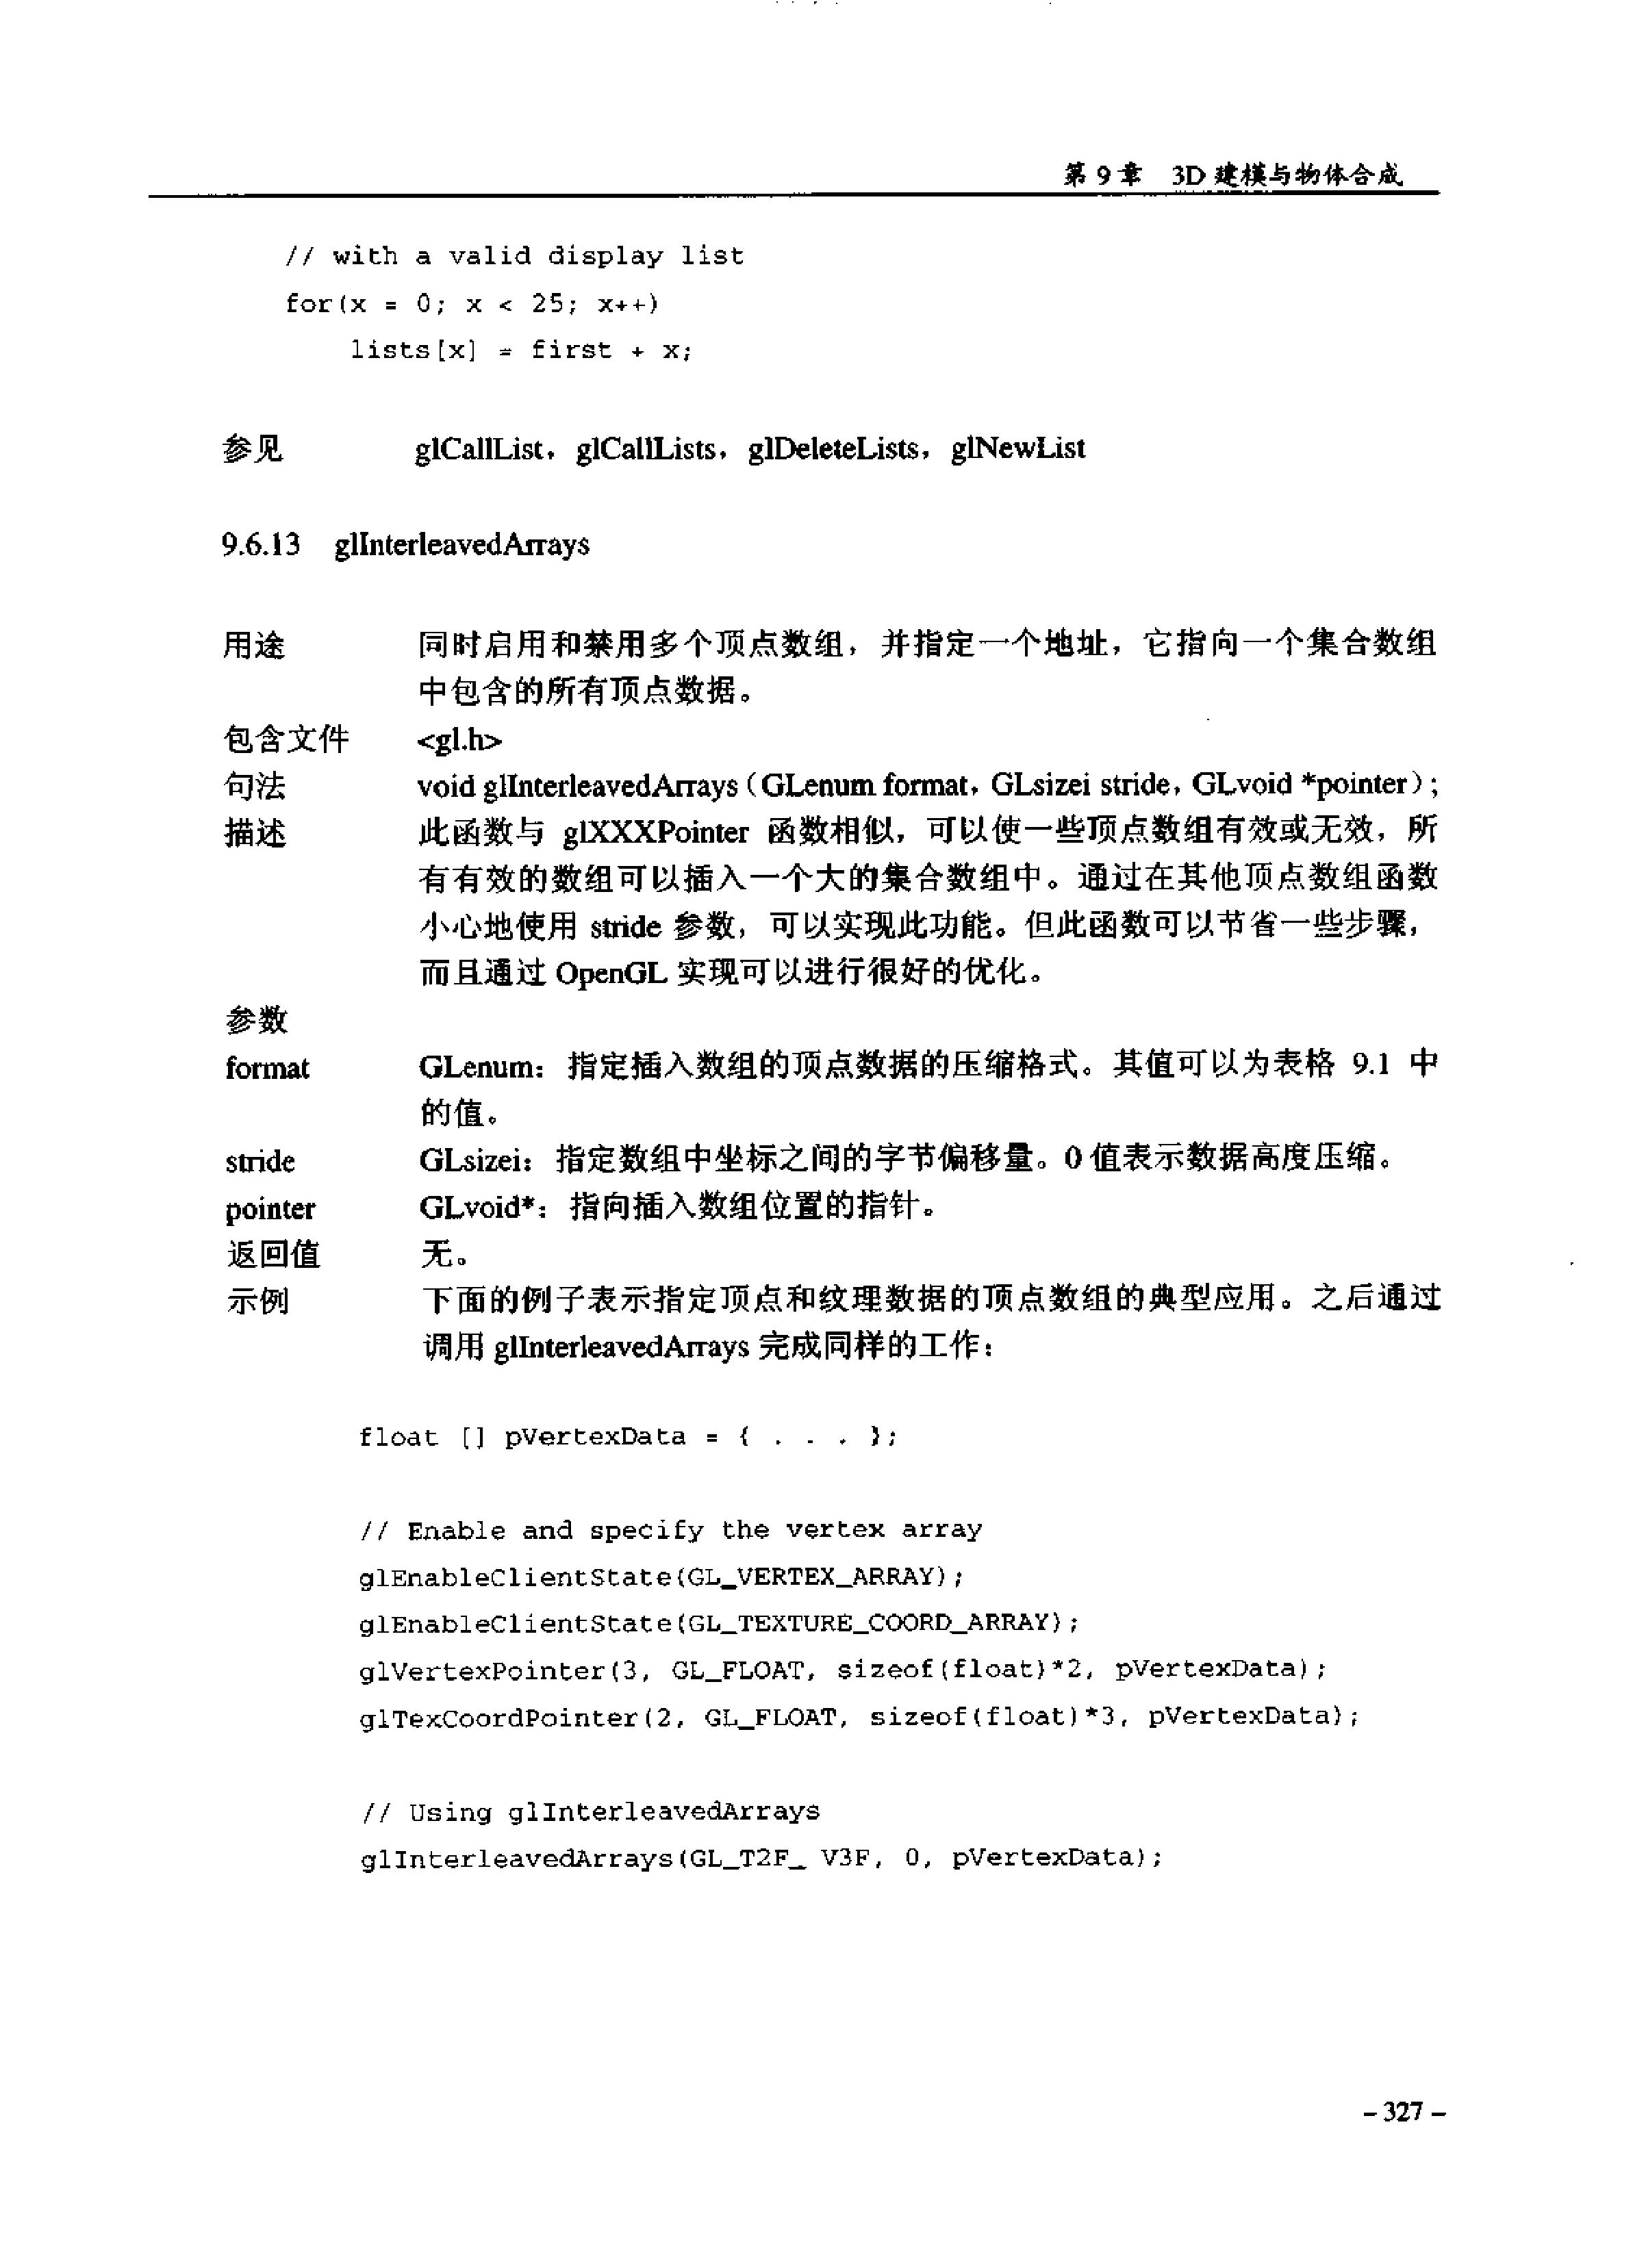 第 9 章 3D 建模与物体合成
// with a valid display list
for(x = 0; x < 25; x++)
lists[x] = first + x;
参见 glCallList，glCallLists，glDeleteLists，glNewList
9.6.13 glInterleavedArrays
用途 同时启用和禁用多个顶点数组，并指定一个地址，它指向一个集合数组
中包含的所有顶点数据。
包含文件 <gl.h>
句法 void glInterleavedArrays（GLenum format，GLsizei stride，GLvoid *pointer）;
描述 此函数与 glXXXPointer 函数相似，可以使一些顶点数组有效或无效，所
有有效的数组可以插入一个大的集合数组中。通过在其他顶点数组函数
小心地使用 stride 参数，可以实现此功能。但此函数可以节省一些步骤，
而且通过 OpenGL 实现可以进行很好的优化。
参数
format GLenum：指定插入数组的顶点数据的压缩格式。其值可以为表格 9.1 中
的值。
stride GLsizei：指定数组中坐标之间的字节偏移量。0 值表示数据高度压缩。
pointer GLvoid*：指向插入数组位置的指针。
返回值 无。
示例 下面的例子表示指定顶点和纹理数据的顶点数组的典型应用。之后通过
调用 glInterleavedArrays 完成同样的工作：
float [] pVertexData = { . . . };
// Enable and specify the vertex array
glEnableClientState(GL_VERTEX_ARRAY);
glEnableClientState(GL_TEXTURE_COORD_ARRAY);
glVertexPointer(3, GL_FLOAT, sizeof(float)*2, pVertexData);
glTexCoordPointer(2, GL_FLOAT, sizeof(float)*3, pVertexData);
// Using glInterleavedArrays
glInterleavedArrays(GL_T2F_ V3F, 0, pVertexData);
– 327 –